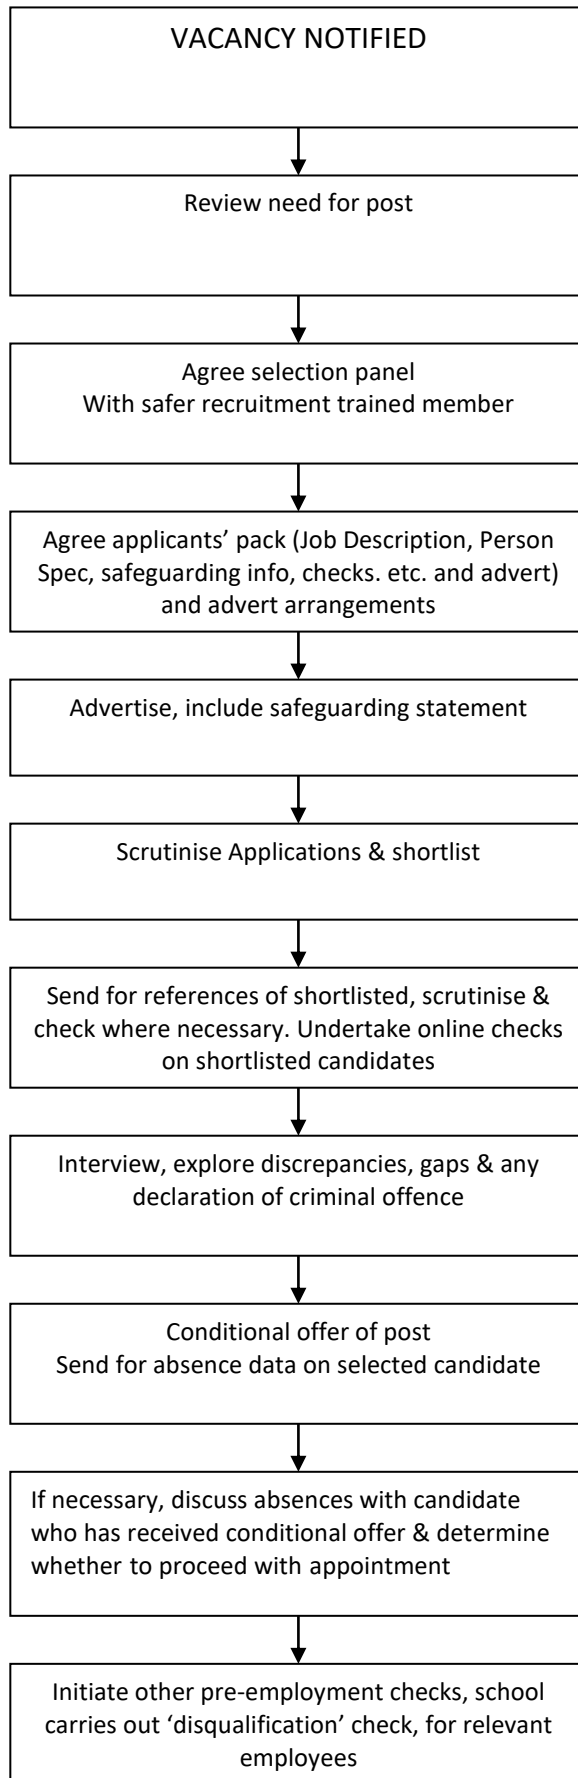 VACANCY NOTIFIED
Review need for post
Agree selection panel
With safer recruitment trained member
Agree applicants’ pack (Job Description, Person
Spec, safeguarding info, checks. etc. and advert)
and advert arrangements
Advertise, include safeguarding statement
Scrutinise Applications & shortlist
Send for references of shortlisted, scrutinise &
check where necessary. Undertake online checks
on shortlisted candidates
Interview, explore discrepancies, gaps & any
declaration of criminal offence
Conditional offer of post
Send for absence data on selected candidate
If necessary, discuss absences with candidate
who has received conditional offer & determine
whether to proceed with appointment
Initiate other pre-employment checks, school
carries out ‘disqualification’ check, for relevant
employees